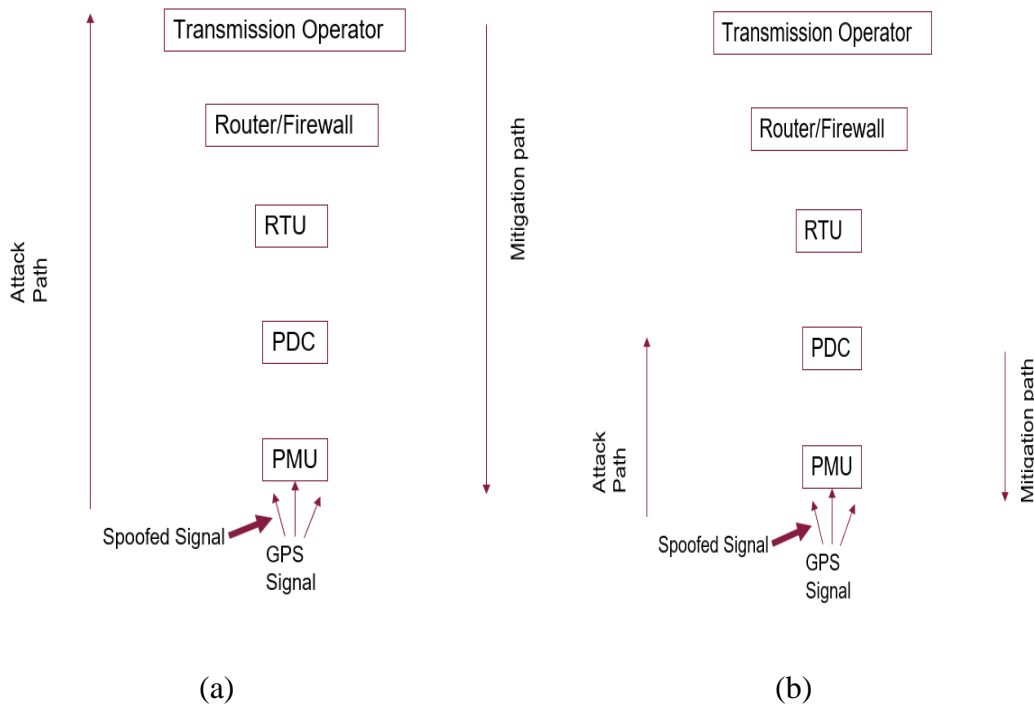 Transmission Operator
Router/Firewall
RTU
PDC
PMU
Attack
Path
Mitigation path
Spoofed Signal
GPS
Signal
(a)
Transmission Operator
Router/Firewall
RTU
PDC
PMU
Attack
Path
Mitigation path
Spoofed Signal
GPS
Signal
(b)